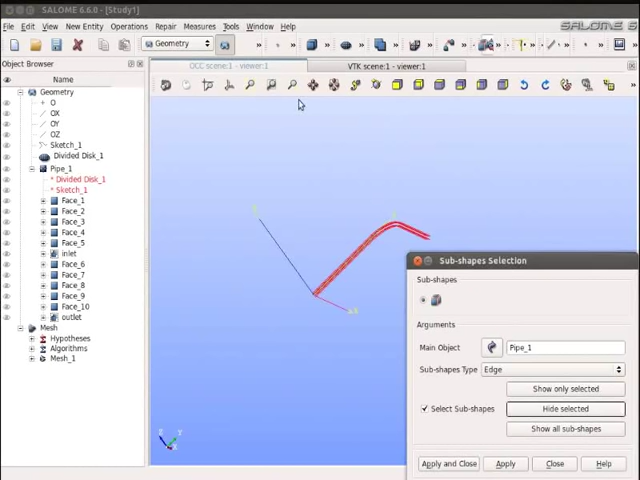 SALOME 6.6.0 - [Study1]
File View New Entity Operations Repair Measures Tools Window Help
SALOME 6
Geometry
Object Browser
OCC scene:1 - viewer:1
VTK scene:1 - viewer:1
Name
Geometry
O
OX
OY
OZ
Sketch_1
Divided Disk_1
Pipe_1
* Divided Disk_1
* Sketch_1
Face_1
Face_2
Face_3
Face_4
Face_5
inlet
Face_6
Face_7
Face_8
Face_9
Face_10
outlet
Mesh
Hypotheses
Algorithms
Mesh_1
Z
Y
X
Sub-shapes Selection
Sub-shapes
Arguments
Main Object
Pipe_1
Sub-shapes Type
Edge
Show only selected
Select Sub-shapes
Hide selected
Show all sub-shapes
Apply and Close
Apply
Close
Help